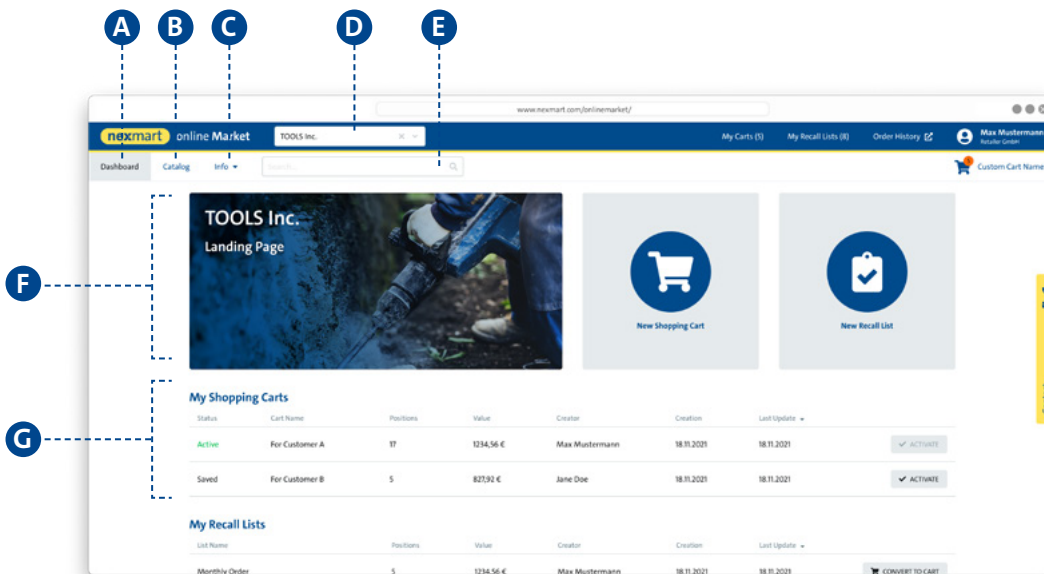 A B C D E
www.nexmart.com/onlinemarket/
nexmart online Market TOOLS Inc. My Carts (5) My Recall Lists (8) Order History Max Mustermann
Retailer GmbH
Dashboard Catalog Info Search... Custom Cart Name
TOOLS Inc.
Landing Page
F
New Shopping Cart New Recall List
My Shopping Carts
Status Cart Name Positions Value Creator Creation Last Update
Active For Customer A 17 1234,56 € Max Mustermann 18.11.2021 18.11.2021 ACTIVATE
G
Saved For Customer B 5 827,92 € Jane Doe 18.11.2021 18.11.2021 ACTIVATE
My Recall Lists
List Name Positions Value Creator Creation Last Update
Monthly Order 5 1234,56 € Max Mustermann 18.11.2021 18.11.2021 CONVERT TO CART